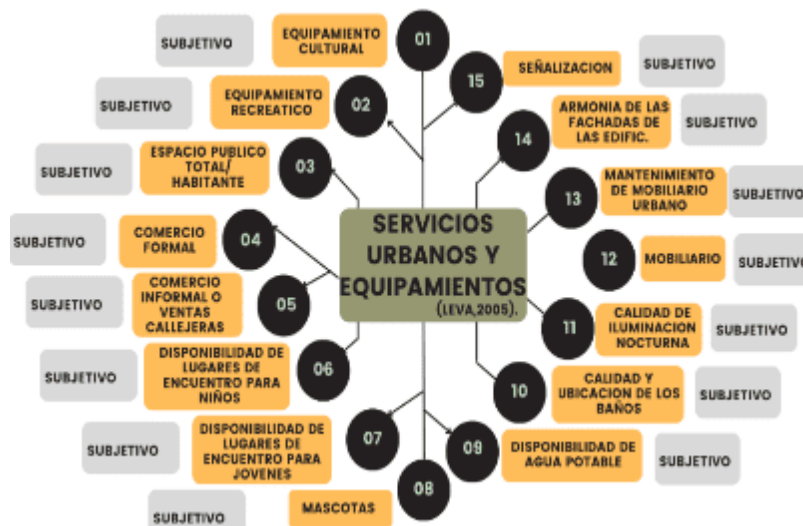 SERVICIOS
URBANOS Y
EQUIPAMIENTOS
(LEVA,2005).
01
EQUIPAMIENTO
CULTURAL
SUBJETIVO
02
EQUIPAMIENTO
RECREATICO
SUBJETIVO
03
ESPACIO PUBLICO
TOTAL/
HABITANTE
SUBJETIVO
04
COMERCIO
FORMAL
SUBJETIVO
05
COMERCIO
INFORMAL O
VENTAS
CALLEJERAS
SUBJETIVO
06
DISPONIBILIDAD DE
LUGARES DE
ENCUENTRO PARA
NIÑOS
SUBJETIVO
07
DISPONIBILIDAD DE
LUGARES DE
ENCUENTRO PARA
JOVENES
SUBJETIVO
08
MASCOTAS
SUBJETIVO
09
DISPONIBILIDAD DE
AGUA POTABLE
SUBJETIVO
10
CALIDAD Y
UBICACION DE LOS
BAÑOS
SUBJETIVO
11
CALIDAD DE
ILUMINACION
NOCTURNA
SUBJETIVO
12
MOBILIARIO
SUBJETIVO
13
MANTENIMIENTO
DE MOBILIARIO
URBANO
SUBJETIVO
14
ARMONIA DE LAS
FACHADAS DE
LAS EDIFIC.
SUBJETIVO
15
SEÑALIZACION
SUBJETIVO